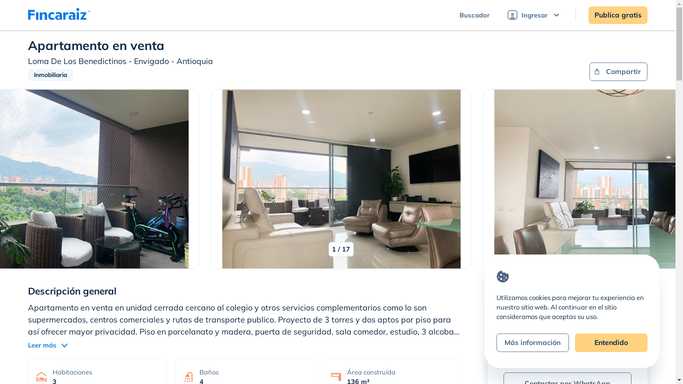 Fincaraiz
Buscador
Ingresar
Publica gratis
Apartamento en venta
Loma De Los Benedictinos - Envigado - Antioquia
Inmobiliaria
Compartir
1 / 17
Descripción general
Apartamento en venta en unidad cerrada cercano al colegio y otros servicios complementarios como lo son
supermercados, centros comerciales y rutas de transporte publico. Proyecto de 3 torres y dos aptos por piso para
así ofrecer mayor privacidad. Piso en porcelanato y madera, puerta de seguridad, sala comedor, estudio, 3 alcoba...
Leer más
Habitaciones
3
Baños
4
Área construida
136 m²
Utilizamos cookies para mejorar tu experiencia en
nuestro sitio web. Al continuar en el sitio
consideramos que aceptas su uso.
Más información
Entendido
Contactar por WhatsApp